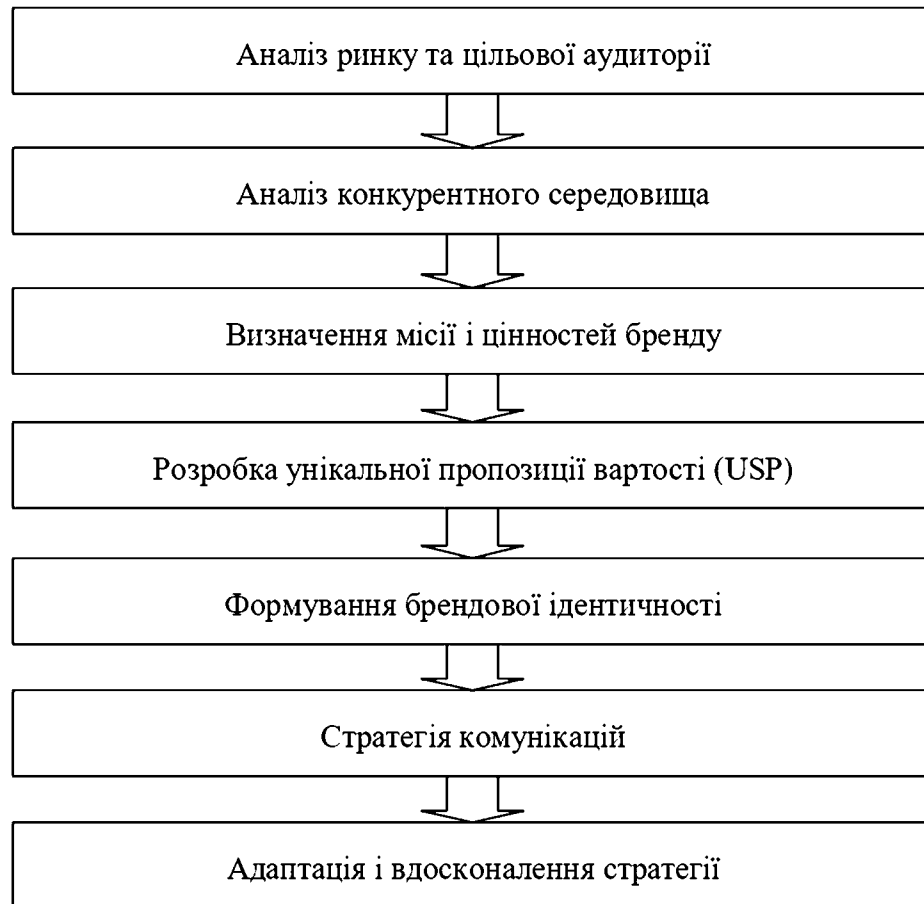 Аналіз ринку та цільової аудиторії
Аналіз конкурентного середовища
Визначення місії і цінностей бренду
Розробка унікальної пропозиції вартості (USP)
Формування брендової ідентичності
Стратегія комунікацій
Адаптація і вдосконалення стратегії